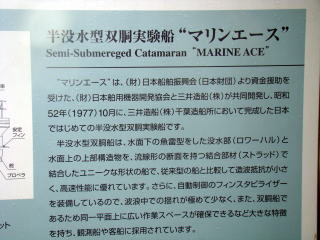 半没水型双胴実験船“マリンエース”
Semi-Submereged Catamaran “MARINE ACE”
“マリンエース”は、(財)日本船舶振興会(日本財団)より資金援助を
受けた、(財)日本舶用機器開発協会と三井造船(株)が共同開発し、昭和
52年(1977)10月に、三井造船(株)千葉造船所において完成した日本
ではじめての半没水型双胴実験船です。
半没水型双胴船は、水面下の魚雷型をした没水部(ロワーハル)と
水面上の上部構造物を、流線形の断面を持つ結合部材(ストラッド)で
結合したユニークな形状の船で、従来型の船と比較して造波抵抗が小さ
く、高速性能に優れています。さらに、自動制御のフィンスタビライザー
を装備しているので、波浪中での揺れが極めて少なく、また、双胴船で
あるため同一平面上に広い作業スペースが確保できるなど大きな特徴
を持ち、観測船や客船に採用されています。
安定
フィン
舵
プロペラ
ット